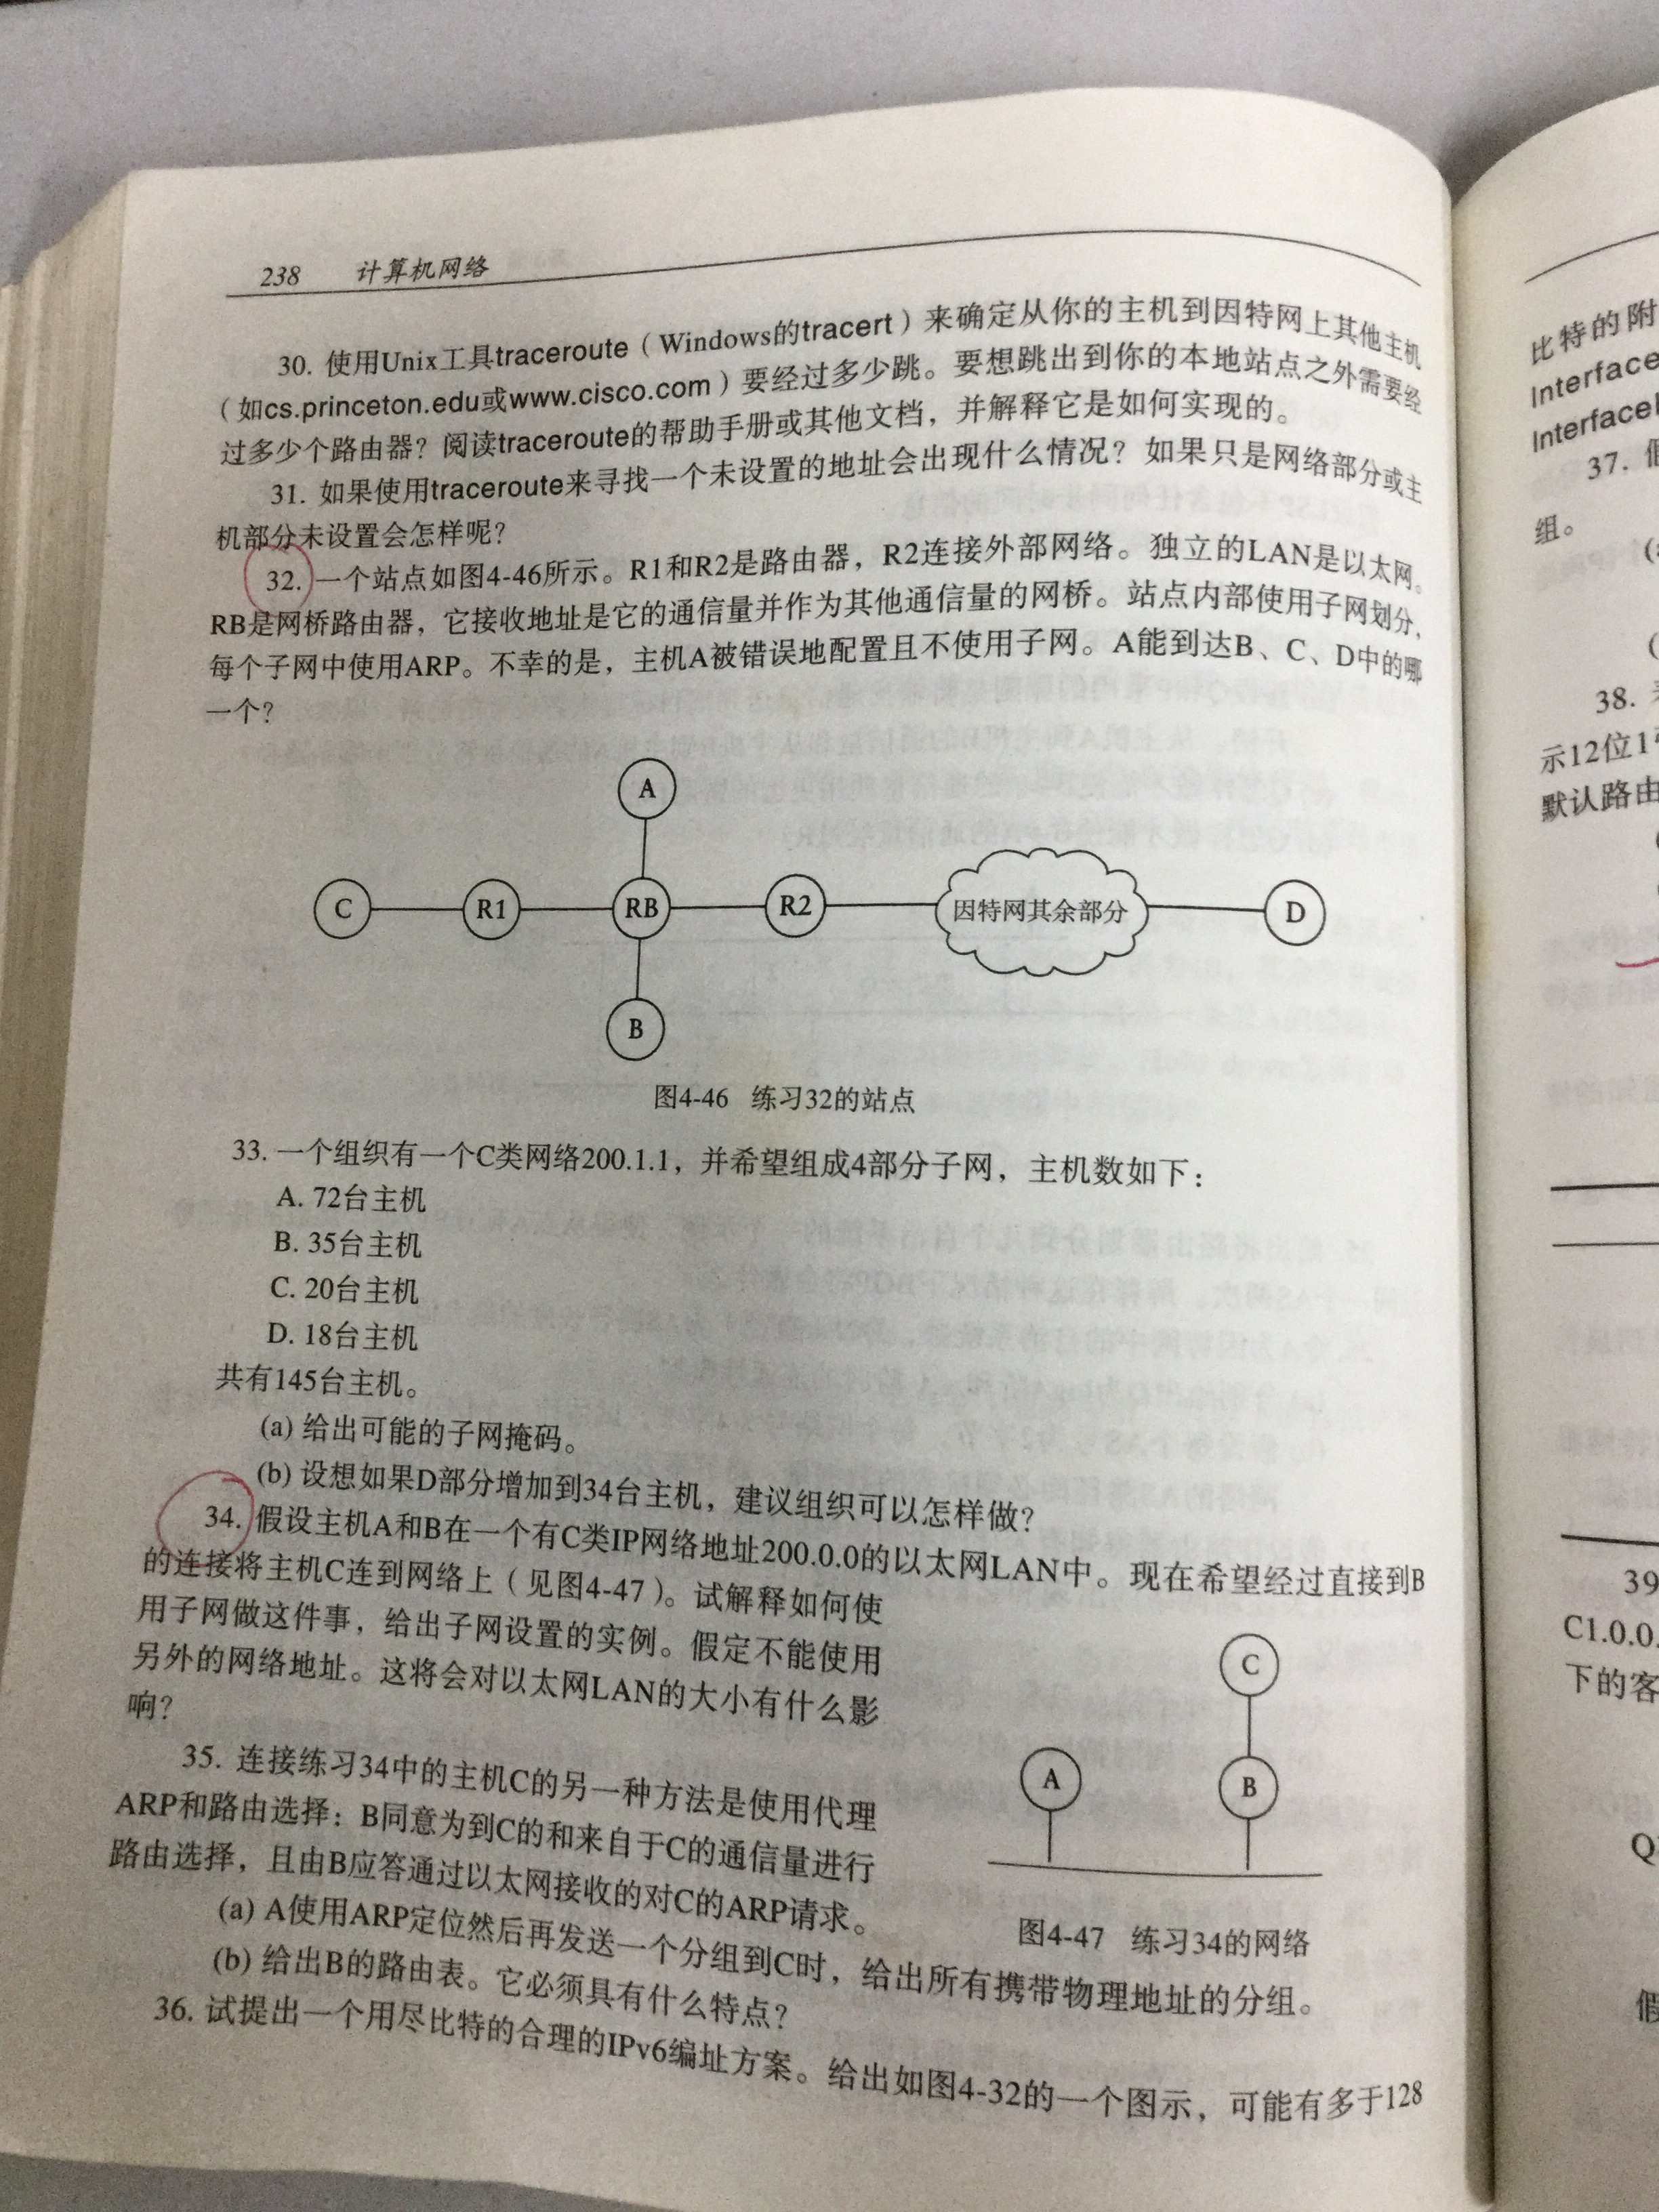 238 计算机网络
30. 使用Unix工具traceroute（Windows的tracert）来确定从你的主机到因特网上其他主机
（如cs.princeton.edu或www.cisco.com）要经过多少跳。要想跳出到你的本地站点之外需要经
过多少个路由器？阅读traceroute的帮助手册或其他文档，并解释它是如何实现的。
31. 如果使用traceroute来寻找一个未设置的地址会出现什么情况？如果只是网络部分或主
机部分未设置会怎样呢？
32. 一个站点如图4-46所示。R1和R2是路由器，R2连接外部网络。独立的LAN是以太网。
RB是网桥路由器，它接收地址是它的通信量并作为其他通信量的网桥。站点内部使用子网划分，
每个子网中使用ARP。不幸的是，主机A被错误地配置且不使用子网。A能到达B、C、D中的哪
一个？
A
C
R1
RB
R2
因特网其余部分
D
B
图4-46 练习32的站点
33. 一个组织有一个C类网络200.1.1，并希望组成4部分子网，主机数如下：
A. 72台主机
B. 35台主机
C. 20台主机
D. 18台主机
共有145台主机。
(a) 给出可能的子网掩码。
(b) 设想如果D部分增加到34台主机，建议组织可以怎样做？
34. 假设主机A和B在一个有C类IP网络地址200.0.0的以太网LAN中。现在希望经过直接到B
的连接将主机C连到网络上（见图4-47）。试解释如何使
用子网做这件事，给出子网设置的实例。假定不能使用
另外的网络地址。这将会对以太网LAN的大小有什么影
响？
C
A
B
图4-47 练习34的网络
35. 连接练习34中的主机C的另一种方法是使用代理
ARP和路由选择：B同意为到C的和来自于C的通信量进行
路由选择，且由B应答通过以太网接收的对C的ARP请求。
(a) A使用ARP定位然后再发送一个分组到C时，给出所有携带物理地址的分组。
(b) 给出B的路由表。它必须具有什么特点？
36. 试提出一个用尽比特的合理的IPv6编址方案。给出如图4-32的一个图示，可能有多于128
比特的附
Interface
Interface
37.
组。
38.
示12位1
默认路由
39
C1.0.0.
下的客